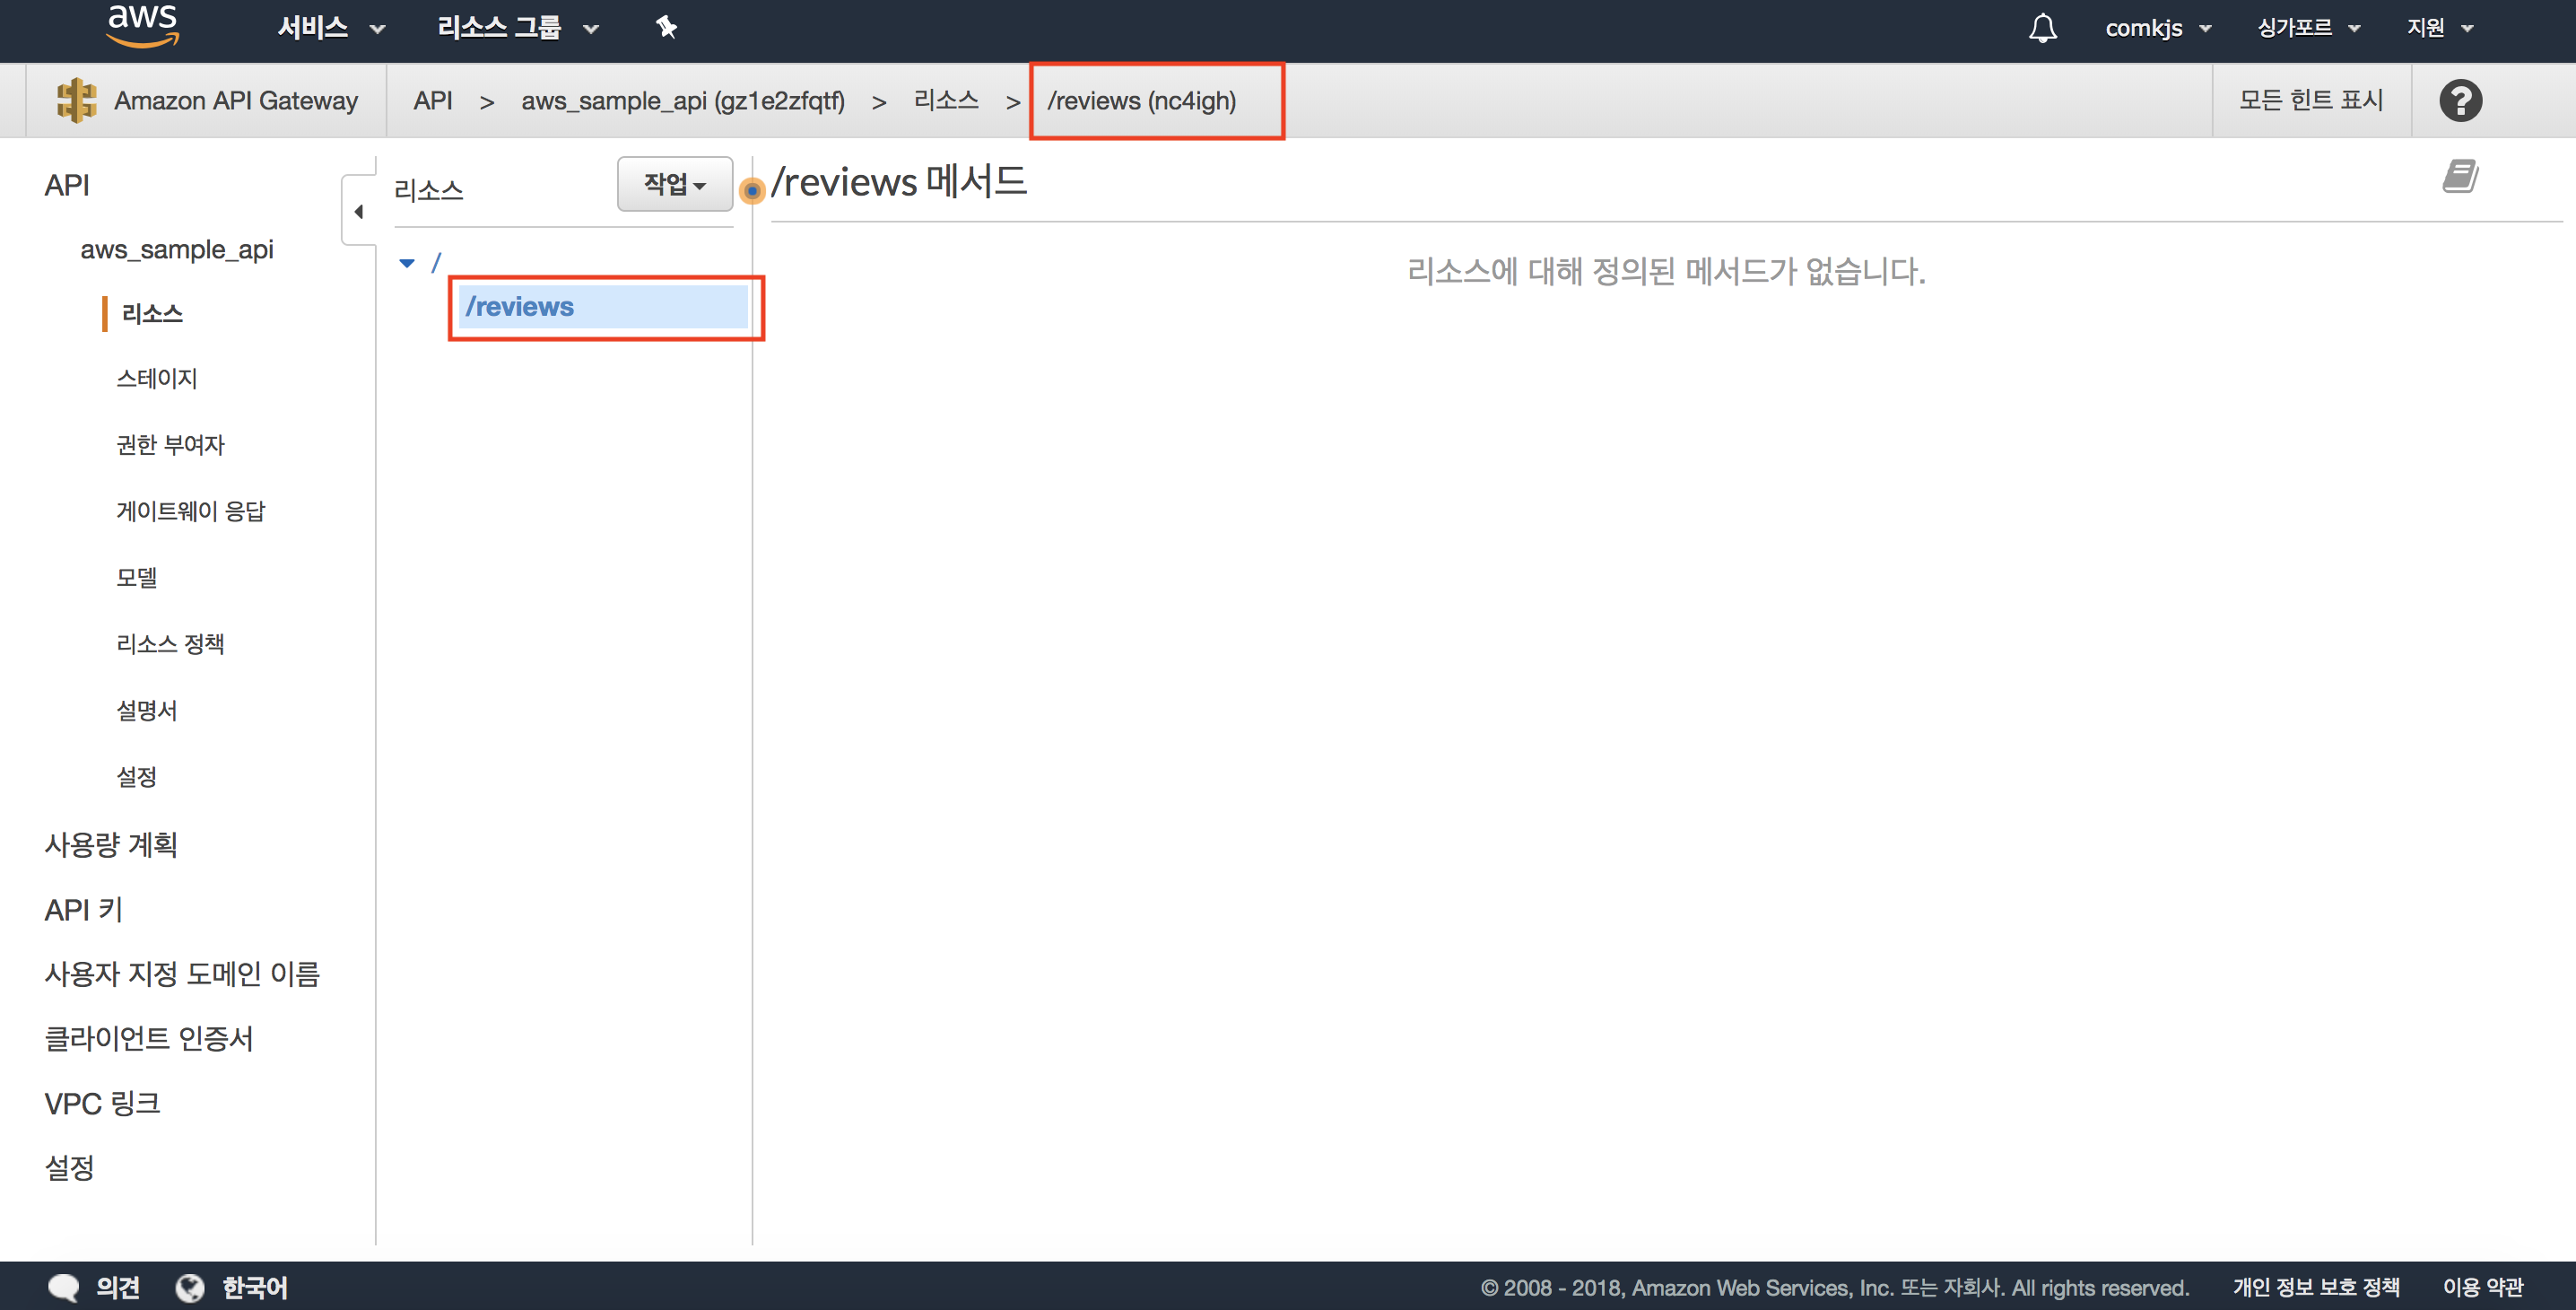 aws 서비스 리소스 그룹 comkjs 싱가포르 지원
Amazon API Gateway API > aws_sample_api (gz1e2zfqtf) > 리소스 > /reviews (nc4igh) 모든 힌트 표시 ?
API
aws_sample_api
리소스
스테이지
권한 부여자
게이트웨이 응답
모델
리소스 정책
설명서
설정
사용량 계획
API 키
사용자 지정 도메인 이름
클라이언트 인증서
VPC 링크
설정
리소스 작업
/
/reviews
/reviews 메서드
리소스에 대해 정의된 메서드가 없습니다.
의견 한국어 © 2008 - 2018, Amazon Web Services, Inc. 또는 자회사. All rights reserved. 개인 정보 보호 정책 이용 약관